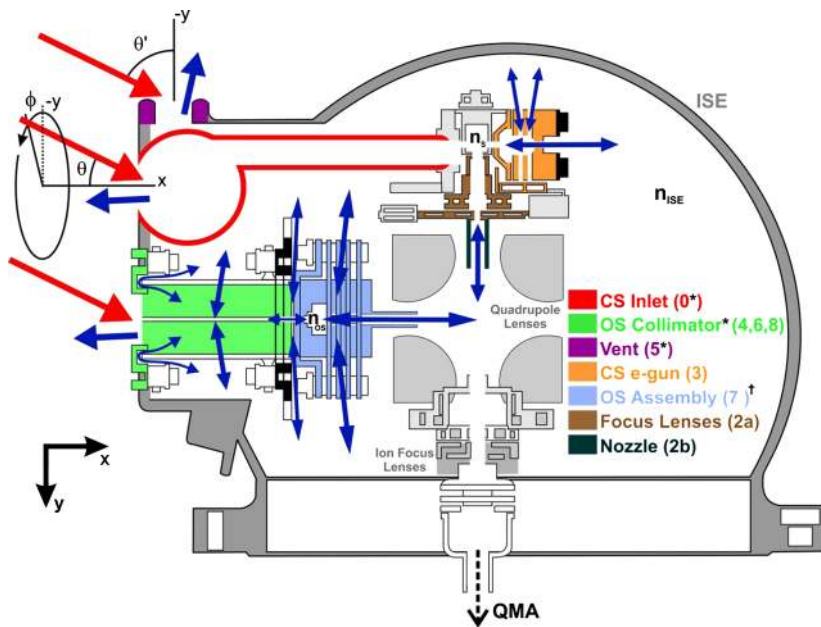 -y
θ'
ISE
ϕ
-y
θ
x
n_s
n_ISE
Quadrupole
Lenses
n_os
CS Inlet (0*)
OS Collimator* (4,6,8)
Vent (5*)
CS e-gun (3)
OS Assembly (7 )†
Focus Lenses (2a)
Nozzle (2b)
x
y
Ion Focus
Lenses
QMA